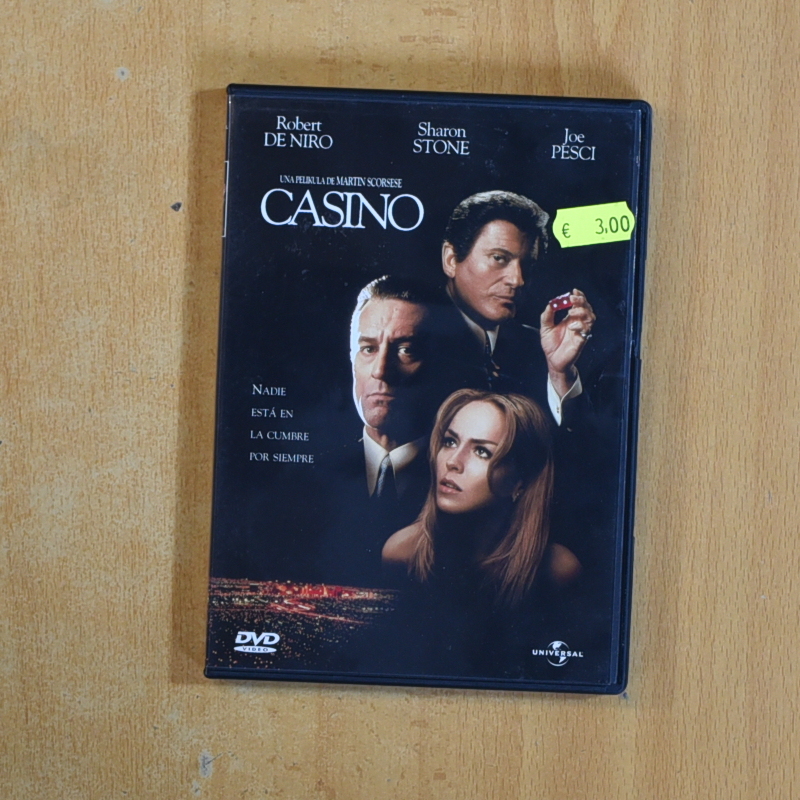 Robert
DE NIRO
Sharon
STONE
Joe
PESCI
UNA PELIKULA DE MARTIN SCORSESE
CASINO
€ 3,00
NADIE
ESTÁ EN
LA CUMBRE
POR SIEMPRE
DVD
VIDEO
UNIVERSAL